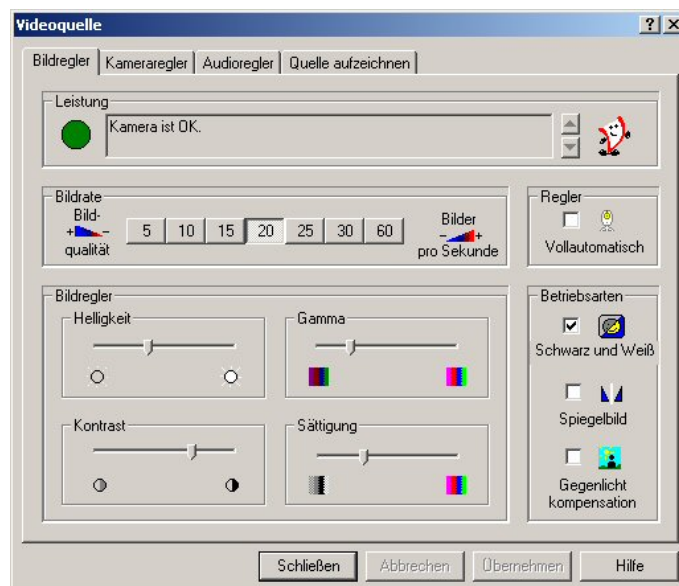 Videoquelle
Bildregler Kameraregler Audioregler Quelle aufzeichnen
Leistung
Kamera ist OK.
Bildrate
Bild-
qualität
5 10 15 20 25 30 60
Bilder
pro Sekunde
Regler
Vollautomatisch
Bildregler
Helligkeit
Gamma
Kontrast
Sättigung
Betriebsarten
Schwarz und Weiß
Spiegelbild
Gegenlicht
kompensation
Schließen Abbrechen Übernehmen Hilfe